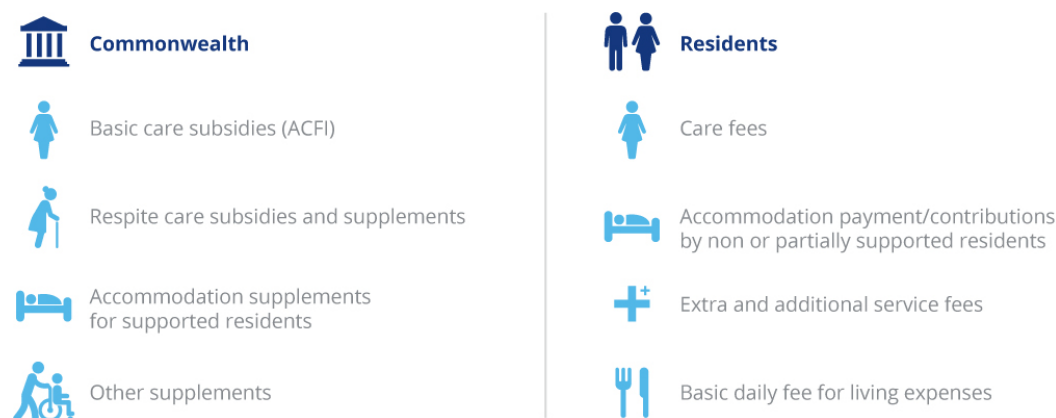 Commonwealth
Basic care subsidies (ACFI)
Respite care subsidies and supplements
Accommodation supplements
for supported residents
Other supplements
Residents
Care fees
Accommodation payment/contributions
by non or partially supported residents
Extra and additional service fees
Basic daily fee for living expenses